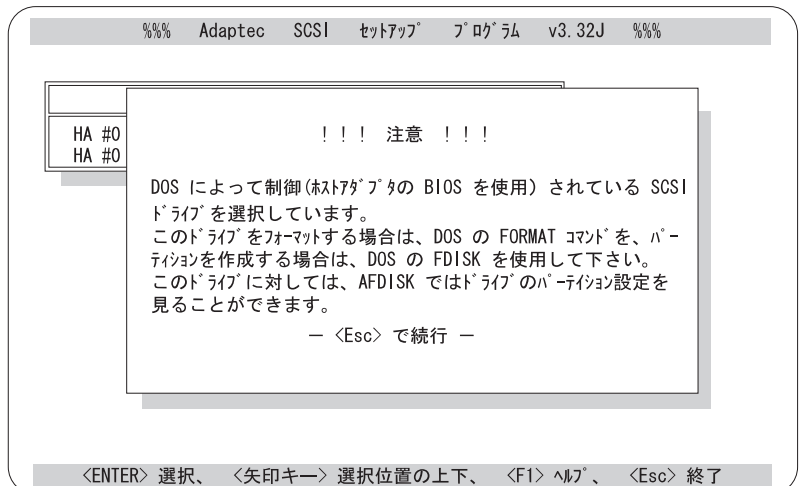 %%% Adaptec SCSI ｾｯﾄｱｯﾌﾟ ﾌﾟﾛｸﾞﾗﾑ v3.32J %%%
HA #0
HA #0
!!! 注意 !!!
DOS によって制御(ﾎｽﾄｱﾀﾞﾌﾟﾀの BIOS を使用) されている SCSI
ﾄﾞﾗｲﾌﾞを選択しています。
このﾄﾞﾗｲﾌﾞをﾌｫｰﾏｯﾄする場合は、DOS の FORMAT ｺﾏﾝﾄﾞを、ﾊﾟｰ
ﾃｨｼｮﾝを作成する場合は、DOS の FDISK を使用して下さい。
このﾄﾞﾗｲﾌﾞに対しては、AFDISK ではﾄﾞﾗｲﾌﾞのﾊﾟｰﾃｲｼｮﾝ設定を
見ることができます。
― <Esc> で続行 ―
<ENTER> 選択、 <矢印キー> 選択位置の上下、 <F1> ﾍﾙﾌﾟ、 <Esc> 終了